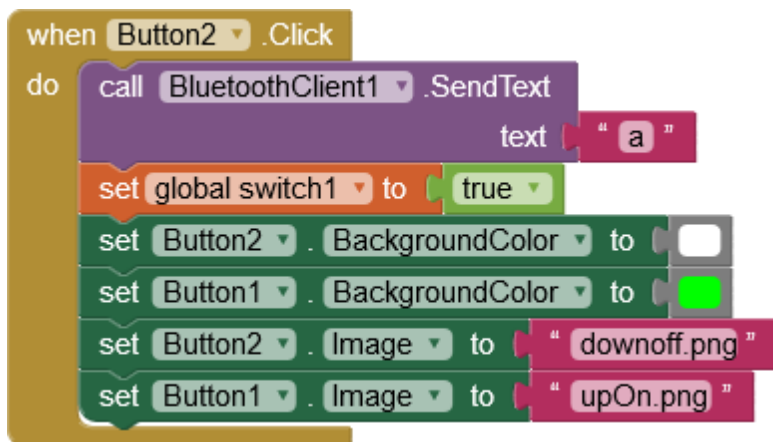 when Button2 .Click
do call BluetoothClient1 .SendText
text " a "
set global switch1 to true
set Button2 . BackgroundColor to
set Button1 . BackgroundColor to
set Button2 . Image to " downoff.png "
set Button1 . Image to " upOn.png "